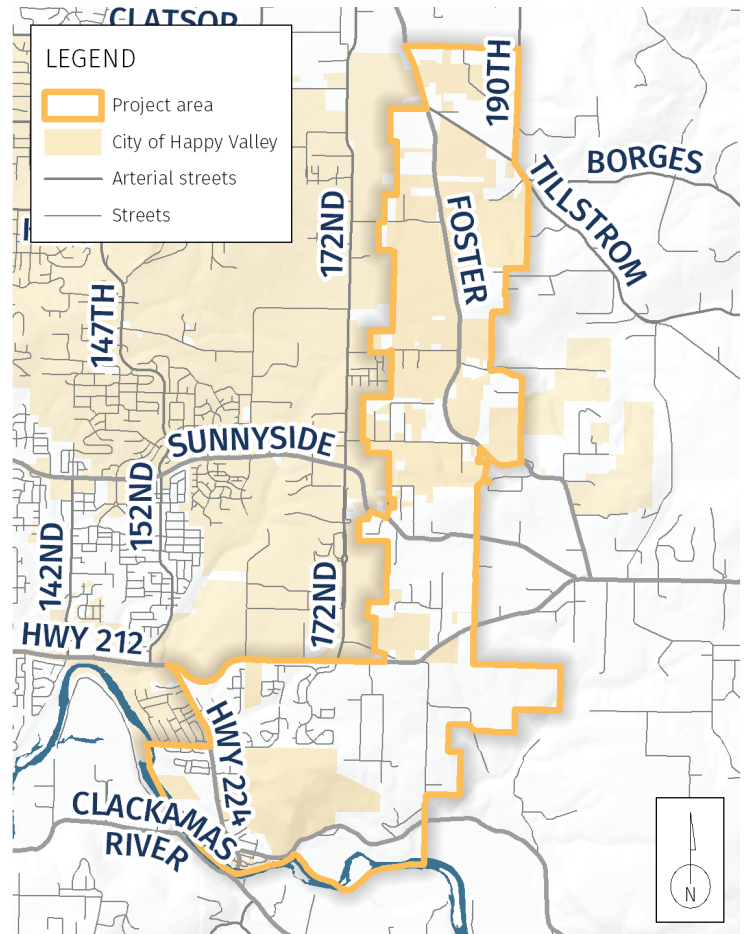 CLATSOP
LEGEND
Project area
City of Happy Valley
Arterial streets
Streets
190TH
BORGES
TILLSTROM
172ND
FOSTER
147TH
SUNNYSIDE
152ND
142ND
172ND
HWY 212
HWY 224
CLACKAMAS
RIVER
N